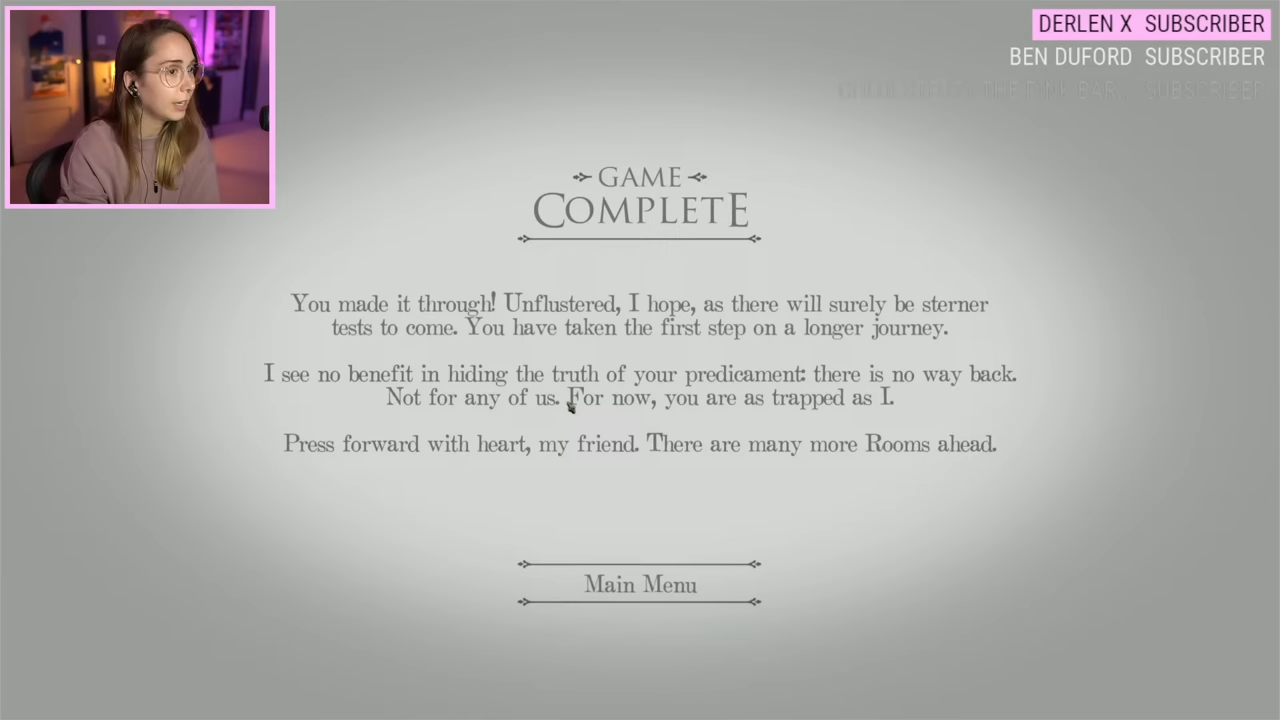 DERLEN X SUBSCRIBER
BEN DUFORD SUBSCRIBER
SUBSCRIBER
GAME
COMPLETE
You made it through! Unflustered, I hope, as there will surely be sterner
tests to come. You have taken the first step on a longer journey.
I see no benefit in hiding the truth of your predicament: there is no way back.
Not for any of us. For now, you are as trapped as I.
Press forward with heart, my friend. There are many more Rooms ahead.
Main Menu